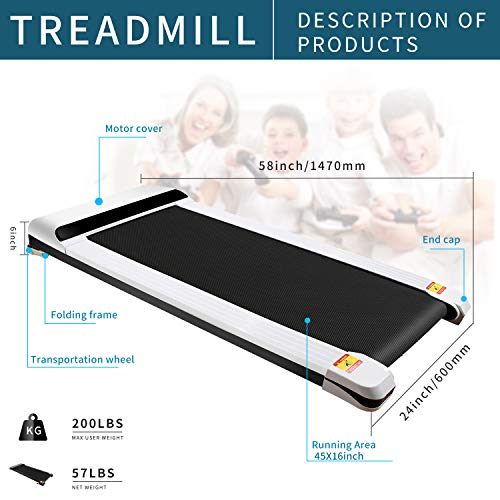 TREADMILL
DESCRIPTION OF
PRODUCTS
Motor cover
58inch/1470mm
6inch
End cap
Folding frame
Transportation wheel
24inch/600mm
KG
200LBS
MAX USER WEIGHT
Running Area
45X16inch
57LBS
NET WEIGHT